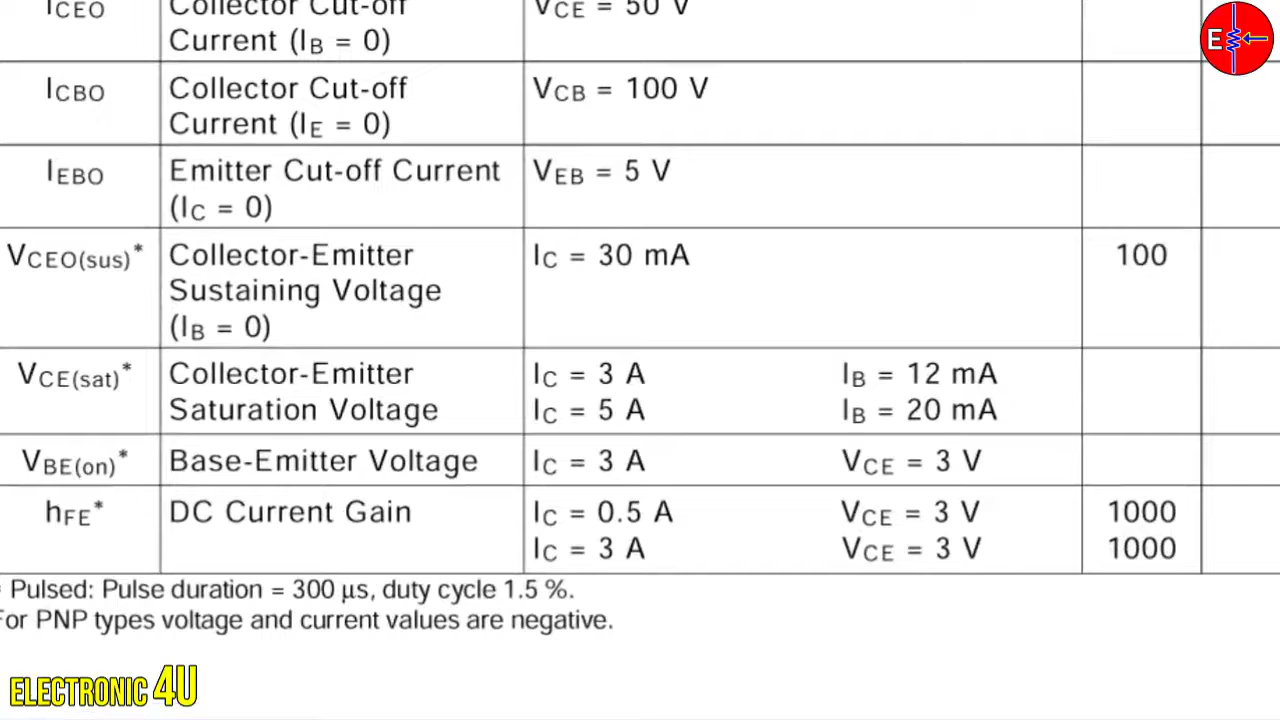 ICEO Collector Cut-off VCE = 50 V
Current (IB = 0)
ICBO Collector Cut-off VCB = 100 V
Current (IE = 0)
IEBO Emitter Cut-off Current VEB = 5 V
(IC = 0)
VCEO(sus)* Collector-Emitter IC = 30 mA 100
Sustaining Voltage
(IB = 0)
VCE(sat)* Collector-Emitter IC = 3 A IB = 12 mA
Saturation Voltage IC = 5 A IB = 20 mA
VBE(on)* Base-Emitter Voltage IC = 3 A VCE = 3 V
hFE* DC Current Gain IC = 0.5 A VCE = 3 V 1000
IC = 3 A VCE = 3 V 1000
* Pulsed: Pulse duration = 300 µs, duty cycle 1.5 %.
For PNP types voltage and current values are negative.
ELECTRONIC 4U
E